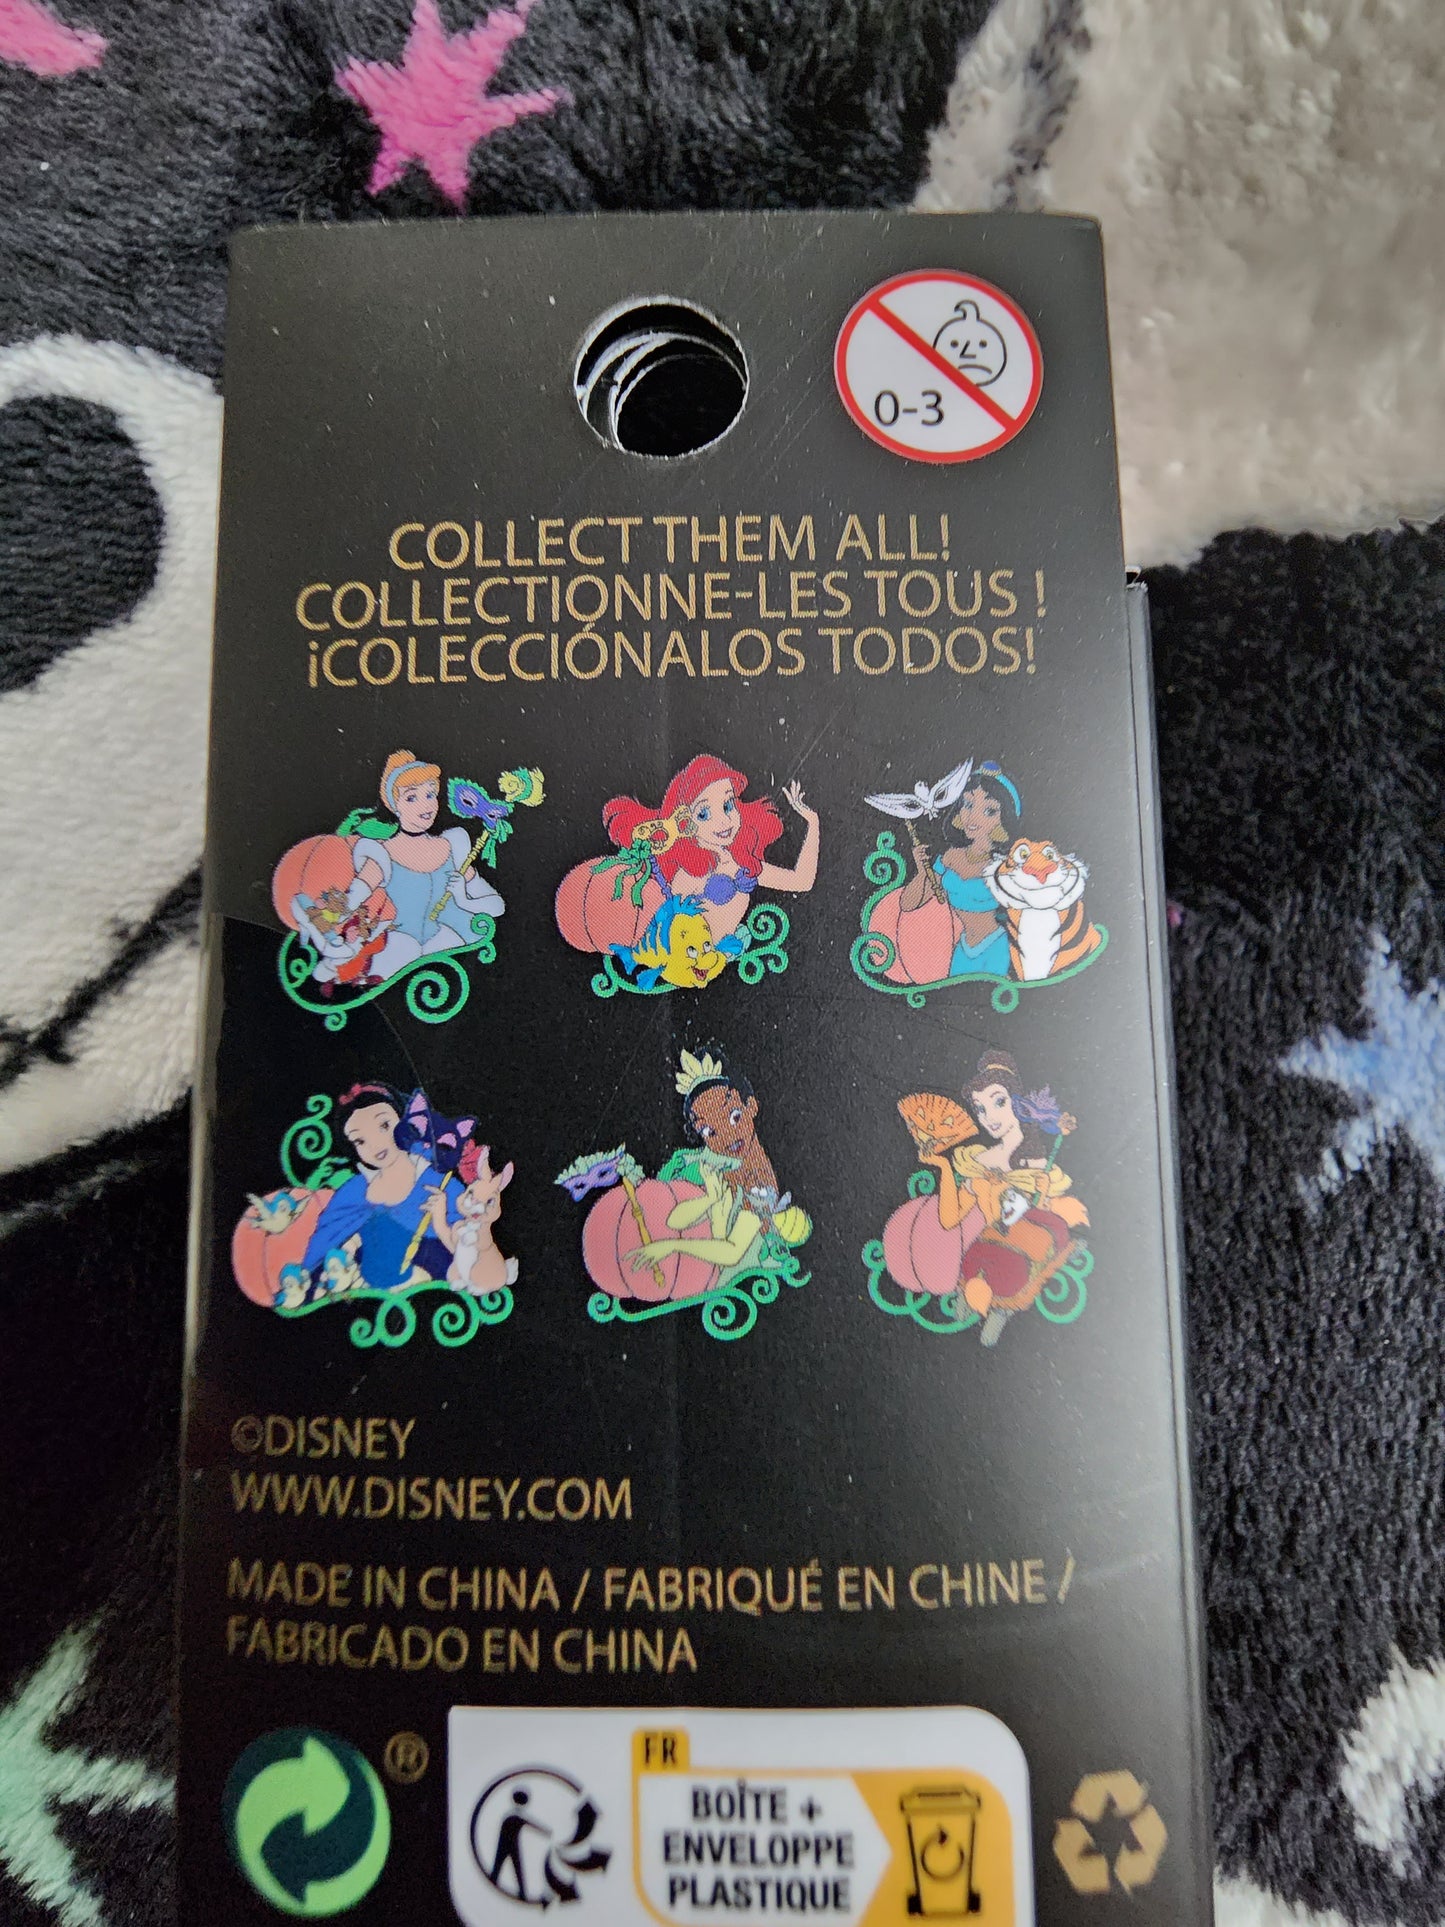 0-3
COLLECT THEM ALL!
COLLECTIONNE-LES TOUS !
¡COLECCIÓNALOS TODOS!
©DISNEY
WWW.DISNEY.COM
MADE IN CHINA / FABRIQUÉ EN CHINE /
FABRICADO EN CHINA
®
FR
BOÎTE +
ENVELOPPE
PLASTIQUE